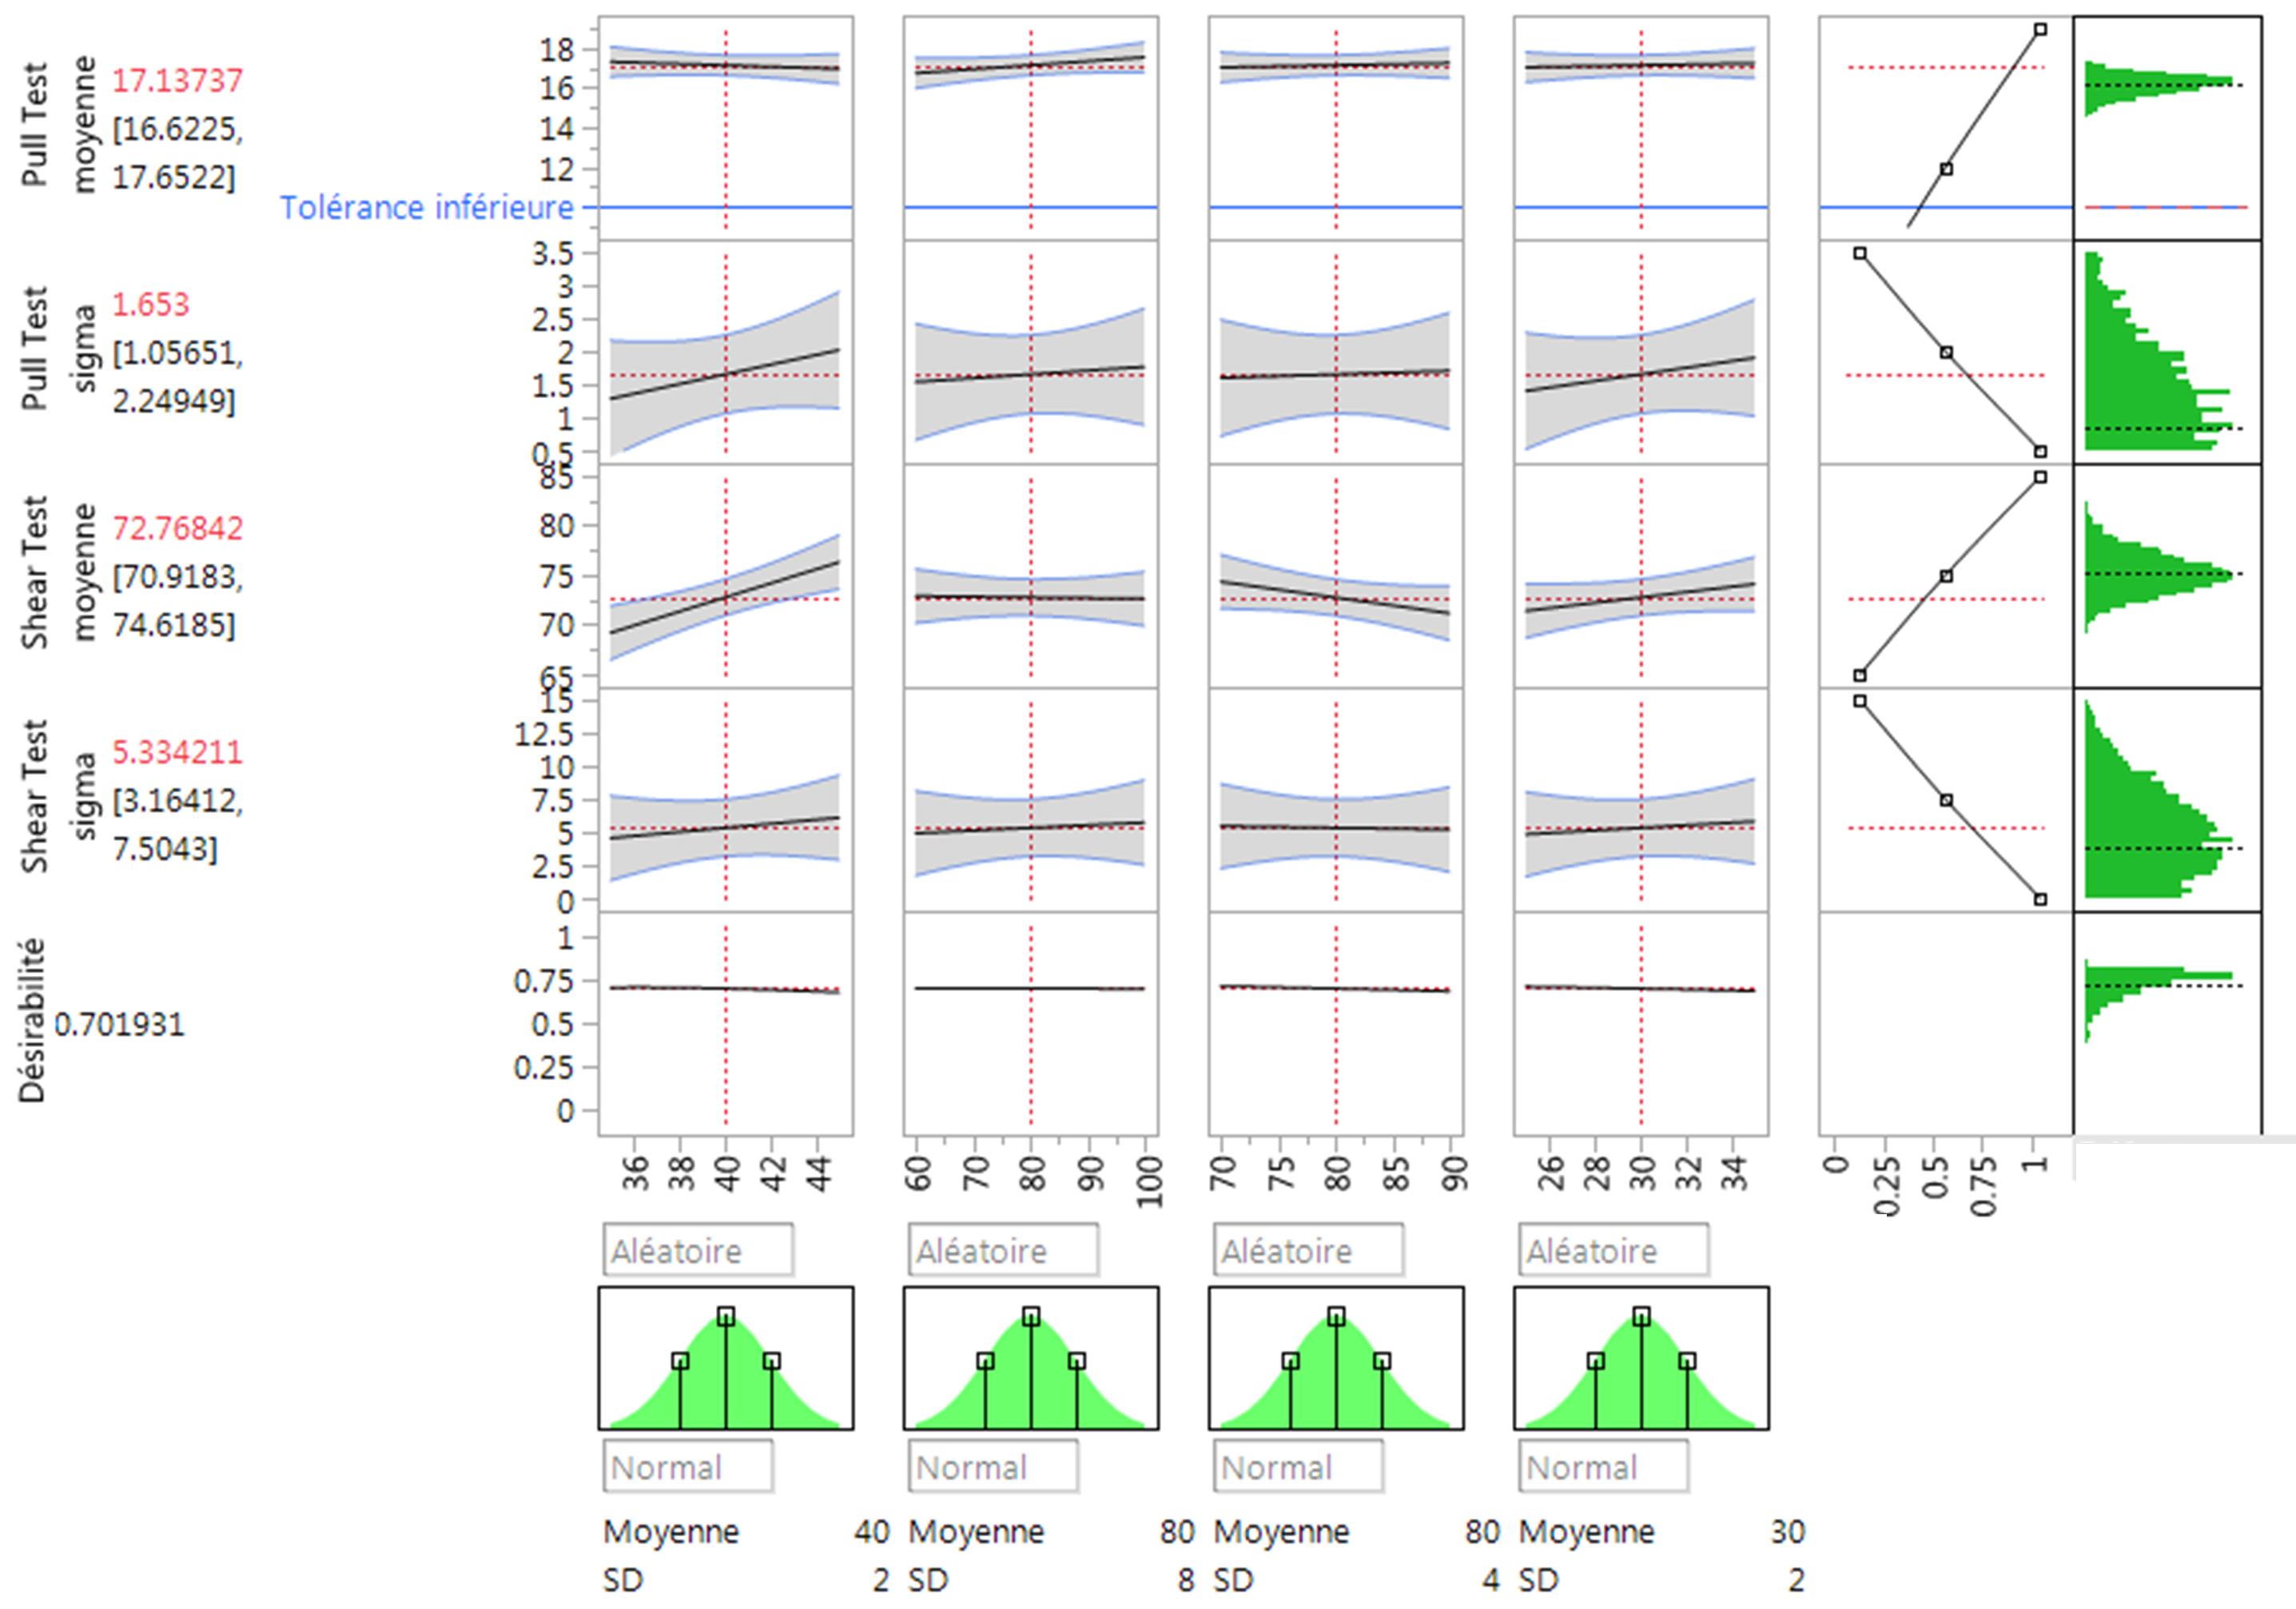 Pull Test
moyenne
17.13737
[16.6225,
17.6522]
18
16
14
12
Tolérance inférieure
Pull Test
sigma
1.653
[1.05651,
2.24949]
3.5
3
2.5
2
1.5
1
0.5
Shear Test
moyenne
72.76842
[70.9183,
74.6185]
85
80
75
70
65
Shear Test
sigma
5.334211
[3.16412,
7.5043]
15
12.5
10
7.5
5
2.5
0
Désirabilité
0.701931
1
0.75
0.5
0.25
0
36 38 40 42 44 60 70 80 90 100 70 75 80 85 90 26 28 30 32 34 0 0.25 0.55 0.75 1
Aléatoire Aléatoire Aléatoire Aléatoire
Normal Normal Normal Normal
Moyenne 40 Moyenne 80 Moyenne 80 Moyenne 30
SD 2 SD 8 SD 4 SD 2